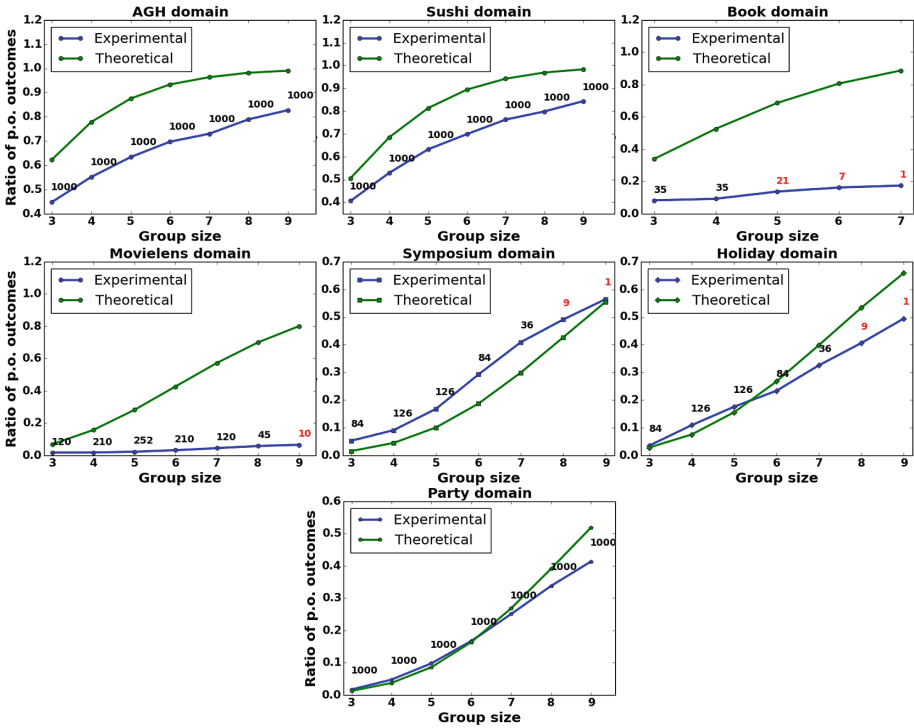 AGH domain
Ratio of p.o. outcomes
1.2
1.1
1.0
0.9
0.8
0.7
0.6
0.5
0.4
Experimental
Theoretical
1000 1000 1000 1000 1000 1000 1000
3 4 5 6 7 8 9
Group size
Sushi domain
1.2
1.1
1.0
0.9
0.8
0.7
0.6
0.5
0.4
Experimental
Theoretical
1000 1000 1000 1000 1000 1000 1000
3 4 5 6 7 8 9
Group size
Book domain
1.2
1.0
0.8
0.6
0.4
0.2
0.0
Experimental
Theoretical
35 35 21 7 1
3 4 5 6 7
Group size
Movielens domain
Ratio of p.o. outcomes
1.2
1.0
0.8
0.6
0.4
0.2
0.0
Experimental
Theoretical
120 210 252 210 120 45 10
3 4 5 6 7 8 9
Group size
Symposium domain
0.7
0.6
0.5
0.4
0.3
0.2
0.1
0.0
Experimental
Theoretical
84 126 126 84 36 9 1
3 4 5 6 7 8 9
Group size
Holiday domain
0.7
0.6
0.5
0.4
0.3
0.2
0.1
0.0
Experimental
Theoretical
84 126 126 84 36 9 1
3 4 5 6 7 8 9
Group size
Party domain
Ratio of p.o. outcomes
0.6
0.5
0.4
0.3
0.2
0.1
0.0
Experimental
Theoretical
1000 1000 1000 1000 1000 1000 1000
3 4 5 6 7 8 9
Group size